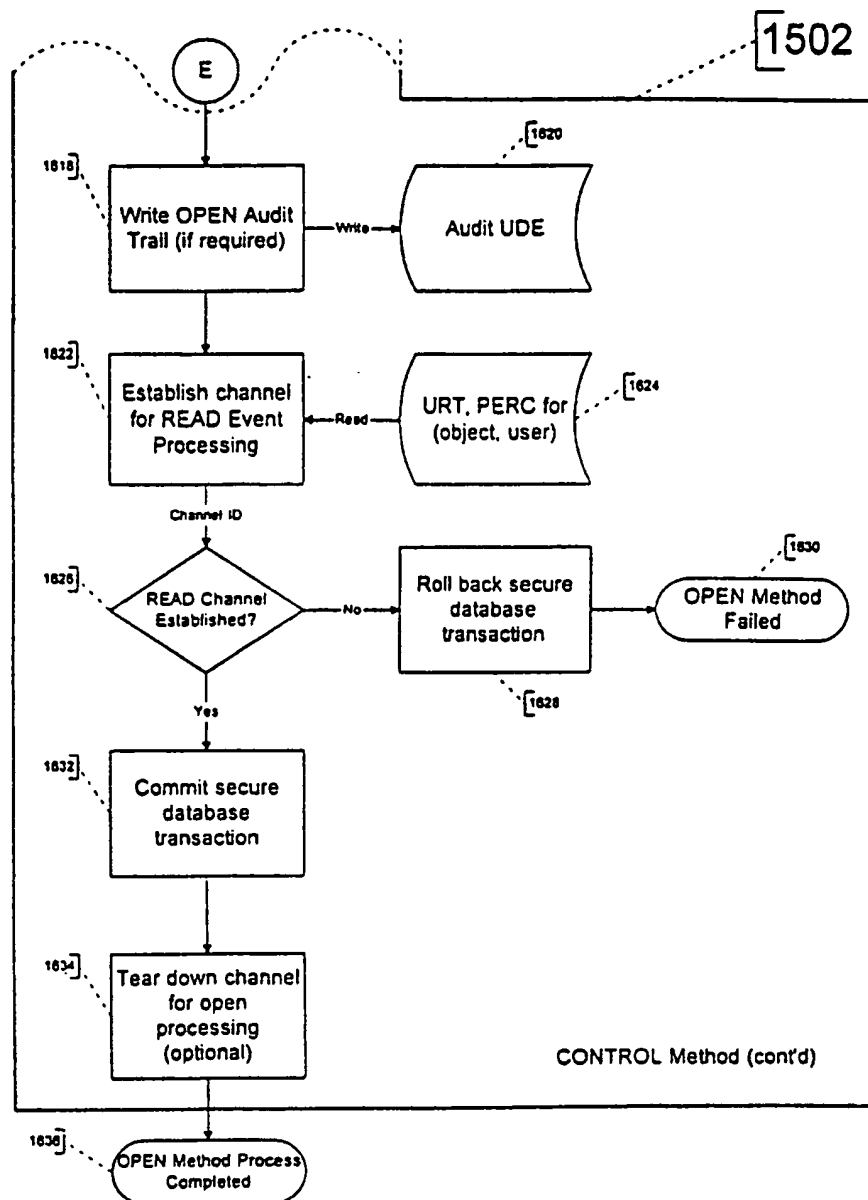 1502
E
1618
Write OPEN Audit
Trail (if required)
Write
1620
Audit UDE
1622
Establish channel
for READ Event
Processing
Read
URT, PERC for
(object, user)
1624
Channel ID
1626
READ Channel
Established?
No
Roll back secure
database
transaction
1628
1630
OPEN Method
Failed
Yes
1632
Commit secure
database
transaction
1634
Tear down channel
for open
processing
(optional)
CONTROL Method (cont'd)
1636
OPEN Method Process
Completed